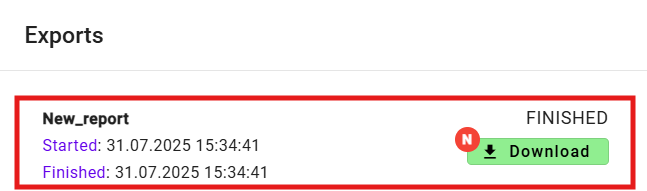 Exports
New_report
FINISHED
Started: 31.07.2025 15:34:41
N
Download
Finished: 31.07.2025 15:34:41